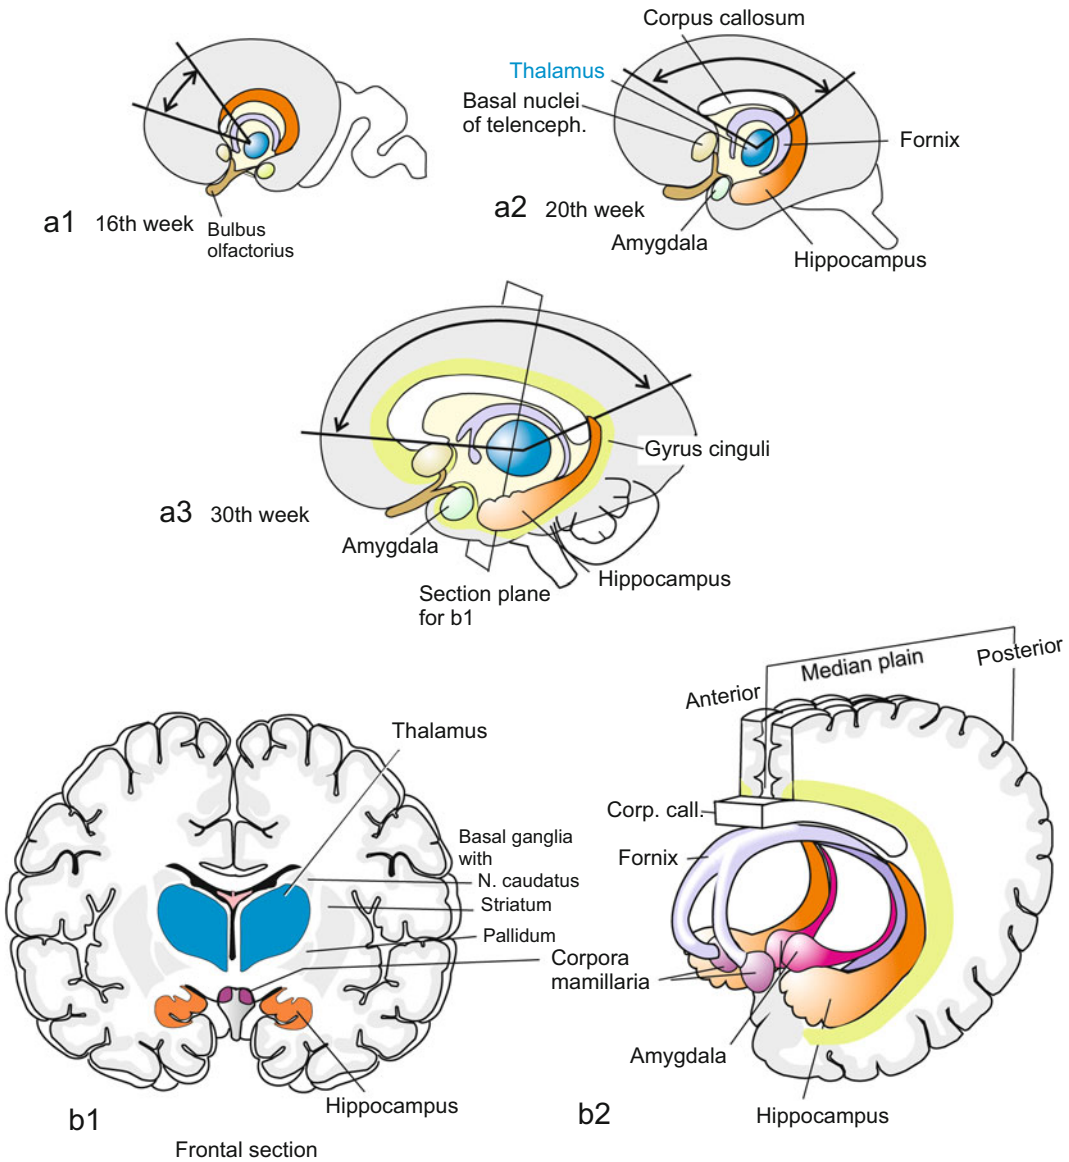 Corpus callosum
Thalamus
Basal nuclei
of telenceph.
Fornix
a1 16th week
Bulbus
olfactorius
a2 20th week
Amygdala
Hippocampus
Gyrus cinguli
a3 30th week
Amygdala
Hippocampus
Section plane
for b1
Median plain
Posterior
Anterior
Thalamus
Corp. call.
Basal ganglia
with
N. caudatus
Striatum
Pallidum
Fornix
Corpora
mamillaria
Amygdala
Hippocampus
Hippocampus
b1
b2
Frontal section